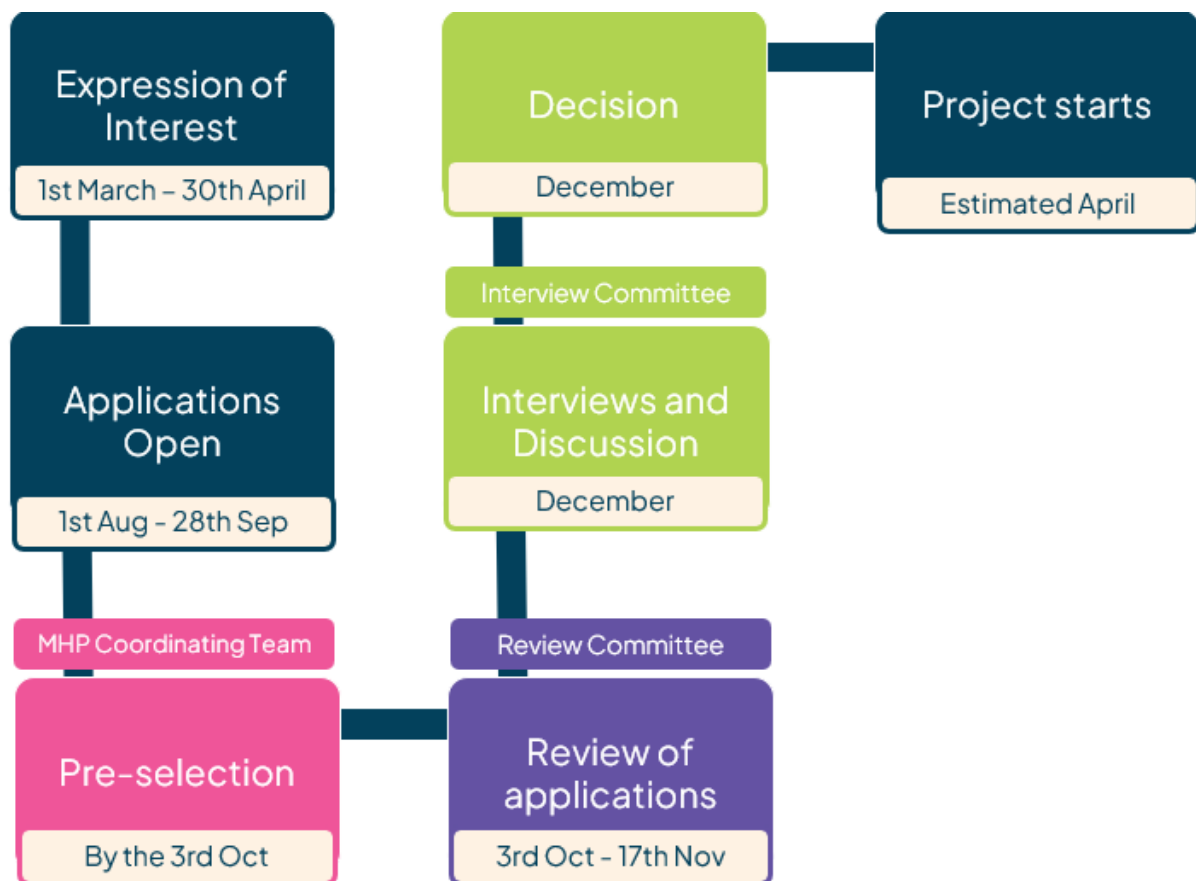 Expression of
Interest
1st March – 30th April
Applications
Open
1st Aug - 28th Sep
MHP Coordinating Team
Pre-selection
By the 3rd Oct
Review Committee
Review of
applications
3rd Oct - 17th Nov
Interview Committee
Interviews and
Discussion
December
Decision
December
Project starts
Estimated April